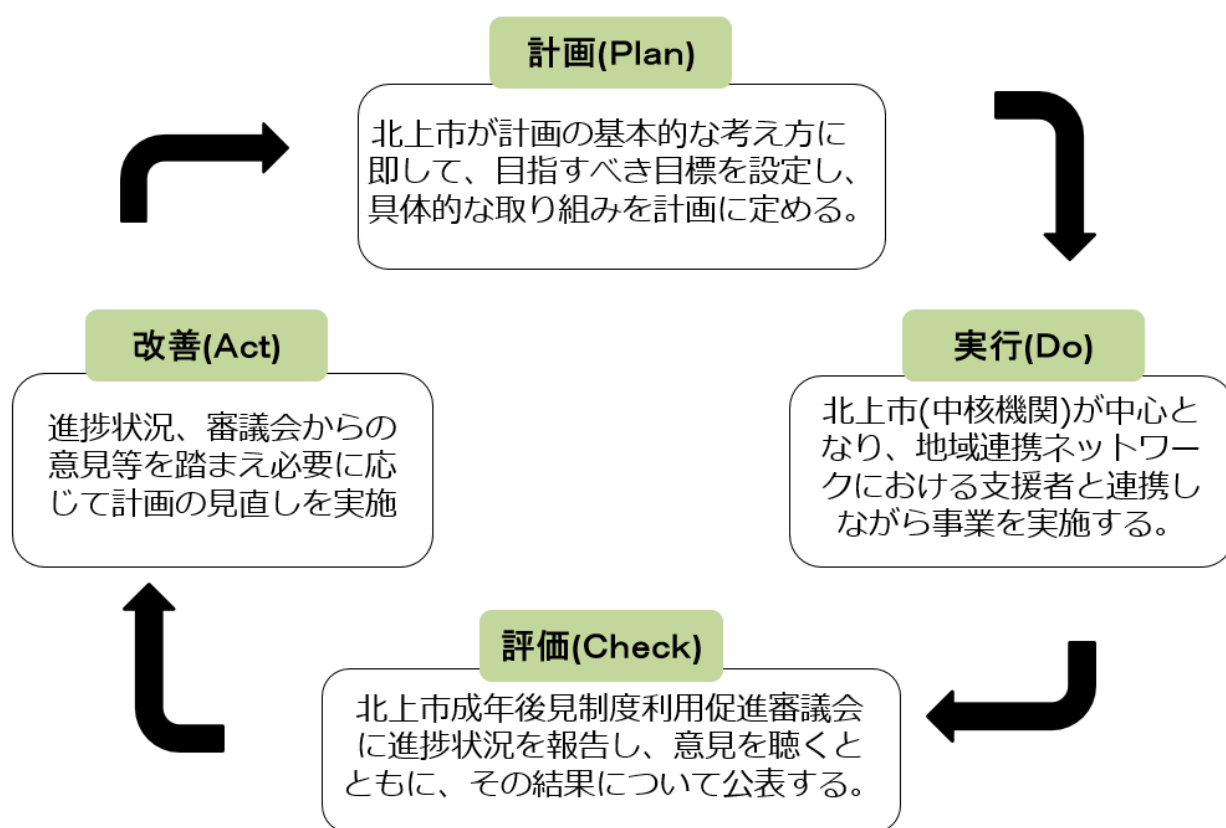 計画(Plan)
北上市が計画の基本的な考え方に
即して、目指すべき目標を設定し、
具体的な取り組みを計画に定める。
実行(Do)
北上市(中核機関)が中心と
なり、地域連携ネットワー
クにおける支援者と連携し
ながら事業を実施する。
評価(Check)
北上市成年後見制度利用促進審議会
に進捗状況を報告し、意見を聴くと
ともに、その結果について公表する。
改善(Act)
進捗状況、審議会からの
意見等を踏まえ必要に応
じて計画の見直しを実施